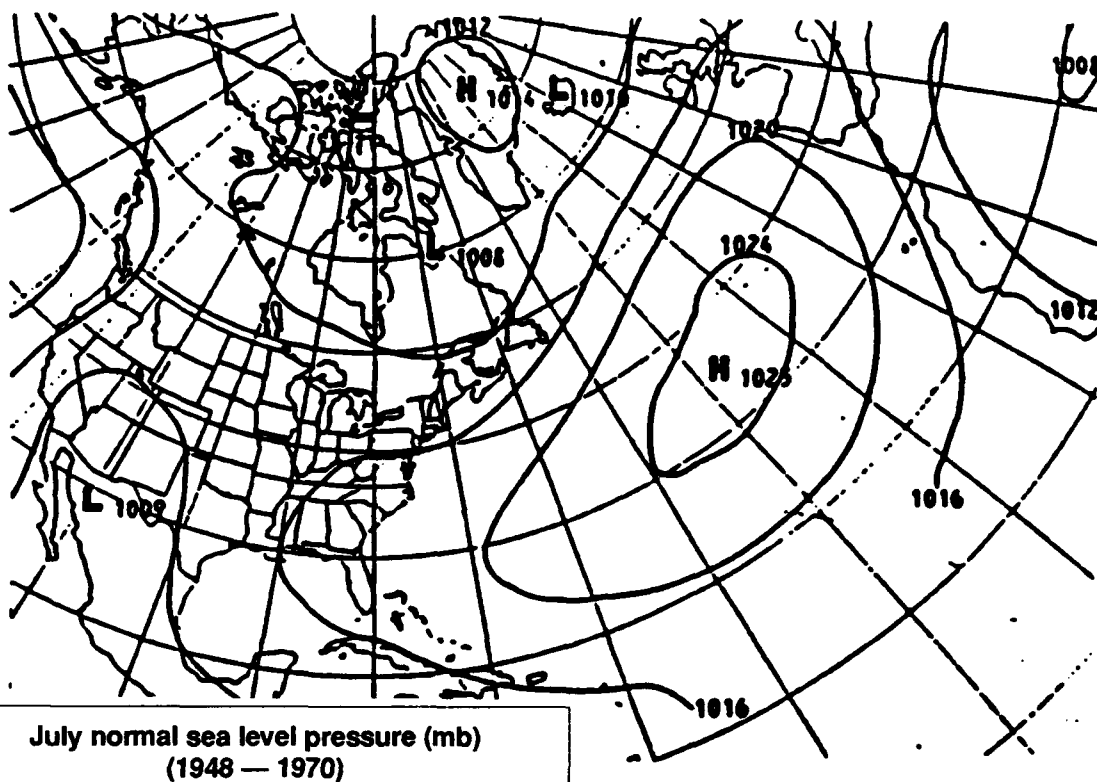 1012
H 1014
L 1010
1008
1020
1024
L 1008
1012
H 1025
L 1009
1016
1016
July normal sea level pressure (mb)
(1948 — 1970)